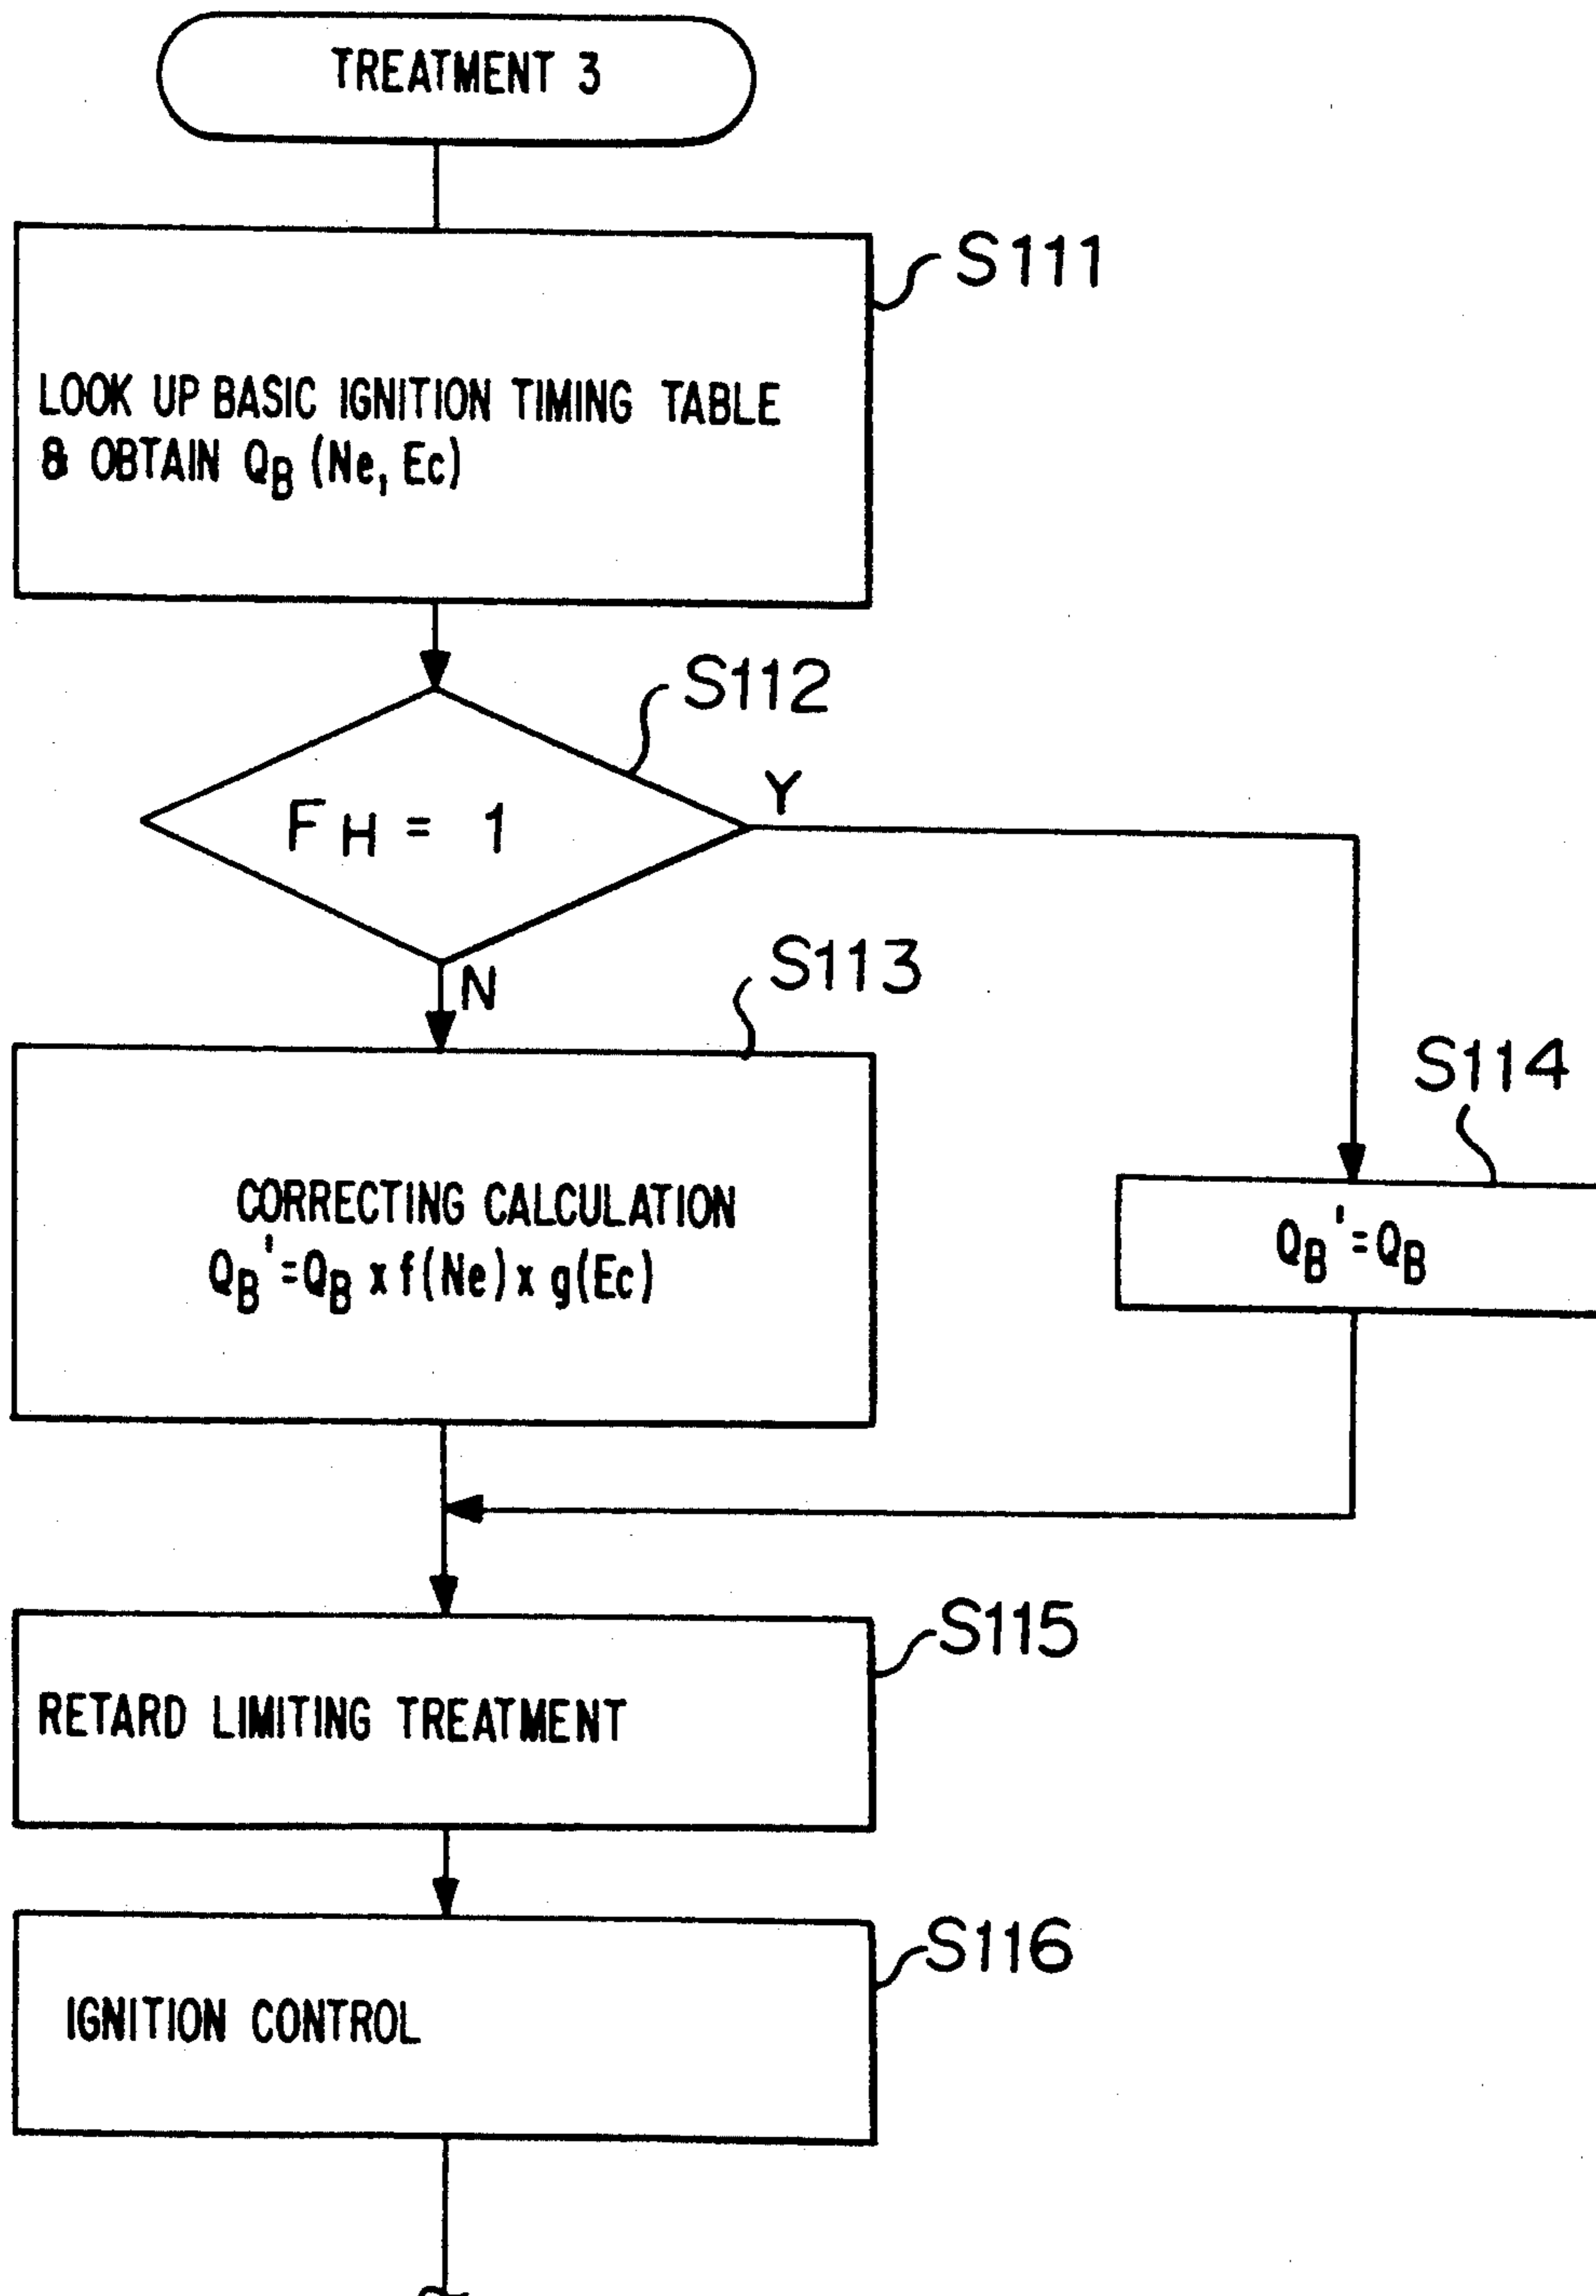 TREATMENT 3
S111
LOOK UP BASIC IGNITION TIMING TABLE
& OBTAIN QB (Ne, Ec)
S112
FH = 1
Y
N
S113
CORRECTING CALCULATION
QB'=QB x f(Ne) x g(Ec)
S114
QB'=QB
S115
RETARD LIMITING TREATMENT
S116
IGNITION CONTROL